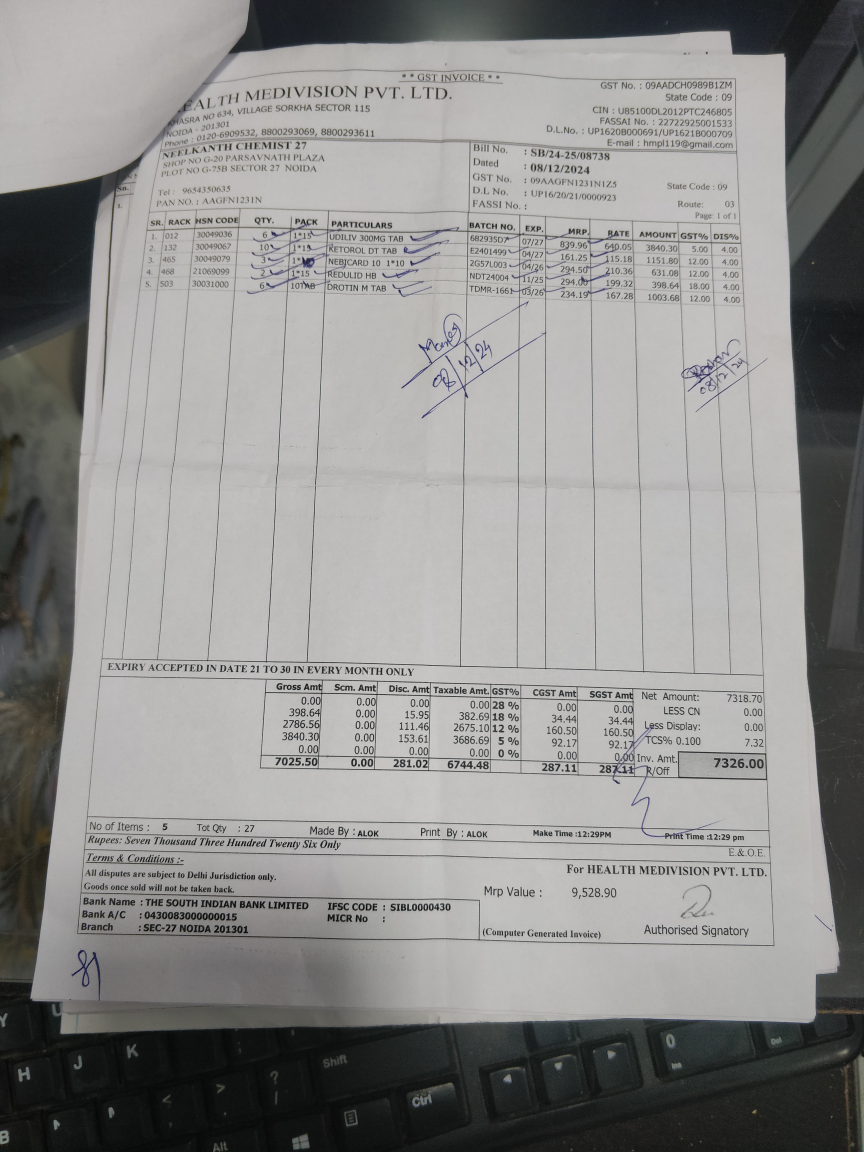 * * GST INVOICE * *
GST No. : 09AADCH0989B1ZM
State Code : 09
HEALTH MEDIVISION PVT. LTD.
KHASRA NO 634, VILLAGE SORKHA SECTOR 115
NOIDA - 201301
Phone : 0120-6909532, 8800293069, 8800293611
CIN : U85100DL2012PTC246805
FASSAI No. : 22722925001533
D.L.No. : UP1620B000691/UP1621B000709
E-mail : hmpl119@gmail.com
NEELKANTH CHEMIST 27
SHOP NO G-20 PARSAVNATH PLAZA
PLOT NO G-75B SECTOR 27 NOIDA
Tel : 9654350635
PAN NO. : AAGFN1231N
Bill No. : SB/24-25/08738
Dated : 08/12/2024
GST No. : 09AAGFN1231N1Z5 State Code : 09
D.L No. : UP16/20/21/0000923
FASSI No. : Route: 03
Page: 1 of 1
SR. RACK HSN CODE QTY. PACK PARTICULARS BATCH NO. EXP. MRP. RATE AMOUNT GST% DIS%
1. 012 30049036 6 1*15 UDILIV 300MG TAB 682935D7 07/27 839.96 640.05 3840.30 5.00 4.00
2. 132 30049067 10 1*15 KETOROL DT TAB E2401499 04/27 161.25 115.18 1151.80 12.00 4.00
3. 465 30049079 3 NEBICARD 10 1*10 2G57L003 04/26 294.50 210.36 631.08 12.00 4.00
4. 468 21069099 2 1*15 REDULID HB NDT24004 11/25 294.00 199.32 398.64 18.00 4.00
5. 503 30031000 6 10TAB DROTIN M TAB TDMR-1661 03/26 234.19 167.28 1003.68 12.00 4.00
08/12/24
08/12/24
EXPIRY ACCEPTED IN DATE 21 TO 30 IN EVERY MONTH ONLY
Gross Amt Scm. Amt Disc. Amt Taxable Amt. GST% CGST Amt SGST Amt
0.00 0.00 0.00 0.00 28 % 0.00 0.00
398.64 0.00 15.95 382.69 18 % 34.44 34.44
2786.56 0.00 111.46 2675.10 12 % 160.50 160.50
3840.30 0.00 153.61 3686.69 5 % 92.17 92.17
0.00 0.00 0.00 0.00 0 % 0.00 0.00
7025.50 0.00 281.02 6744.48 287.11 287.11
Net Amount: 7318.70
LESS CN 0.00
Less Display: 0.00
TCS% 0.100 7.32
Inv. Amt. 7326.00
R/Off
No of Items : 5 Tot Qty : 27 Made By : ALOK Print By : ALOK Make Time :12:29PM Print Time :12:29 pm
Rupees: Seven Thousand Three Hundred Twenty Six Only
E.& O.E.
Terms & Conditions :-
All disputes are subject to Delhi Jurisdiction only.
Goods once sold will not be taken back.
For HEALTH MEDIVISION PVT. LTD.
Mrp Value : 9,528.90
Bank Name : THE SOUTH INDIAN BANK LIMITED IFSC CODE : SIBL0000430
Bank A/C : 0430083000000015 MICR No :
Branch : SEC-27 NOIDA 201301
(Computer Generated Invoice)
Authorised Signatory
H
J
K
Shift
Ctrl
Alt
0
Ins
Del
B
Y